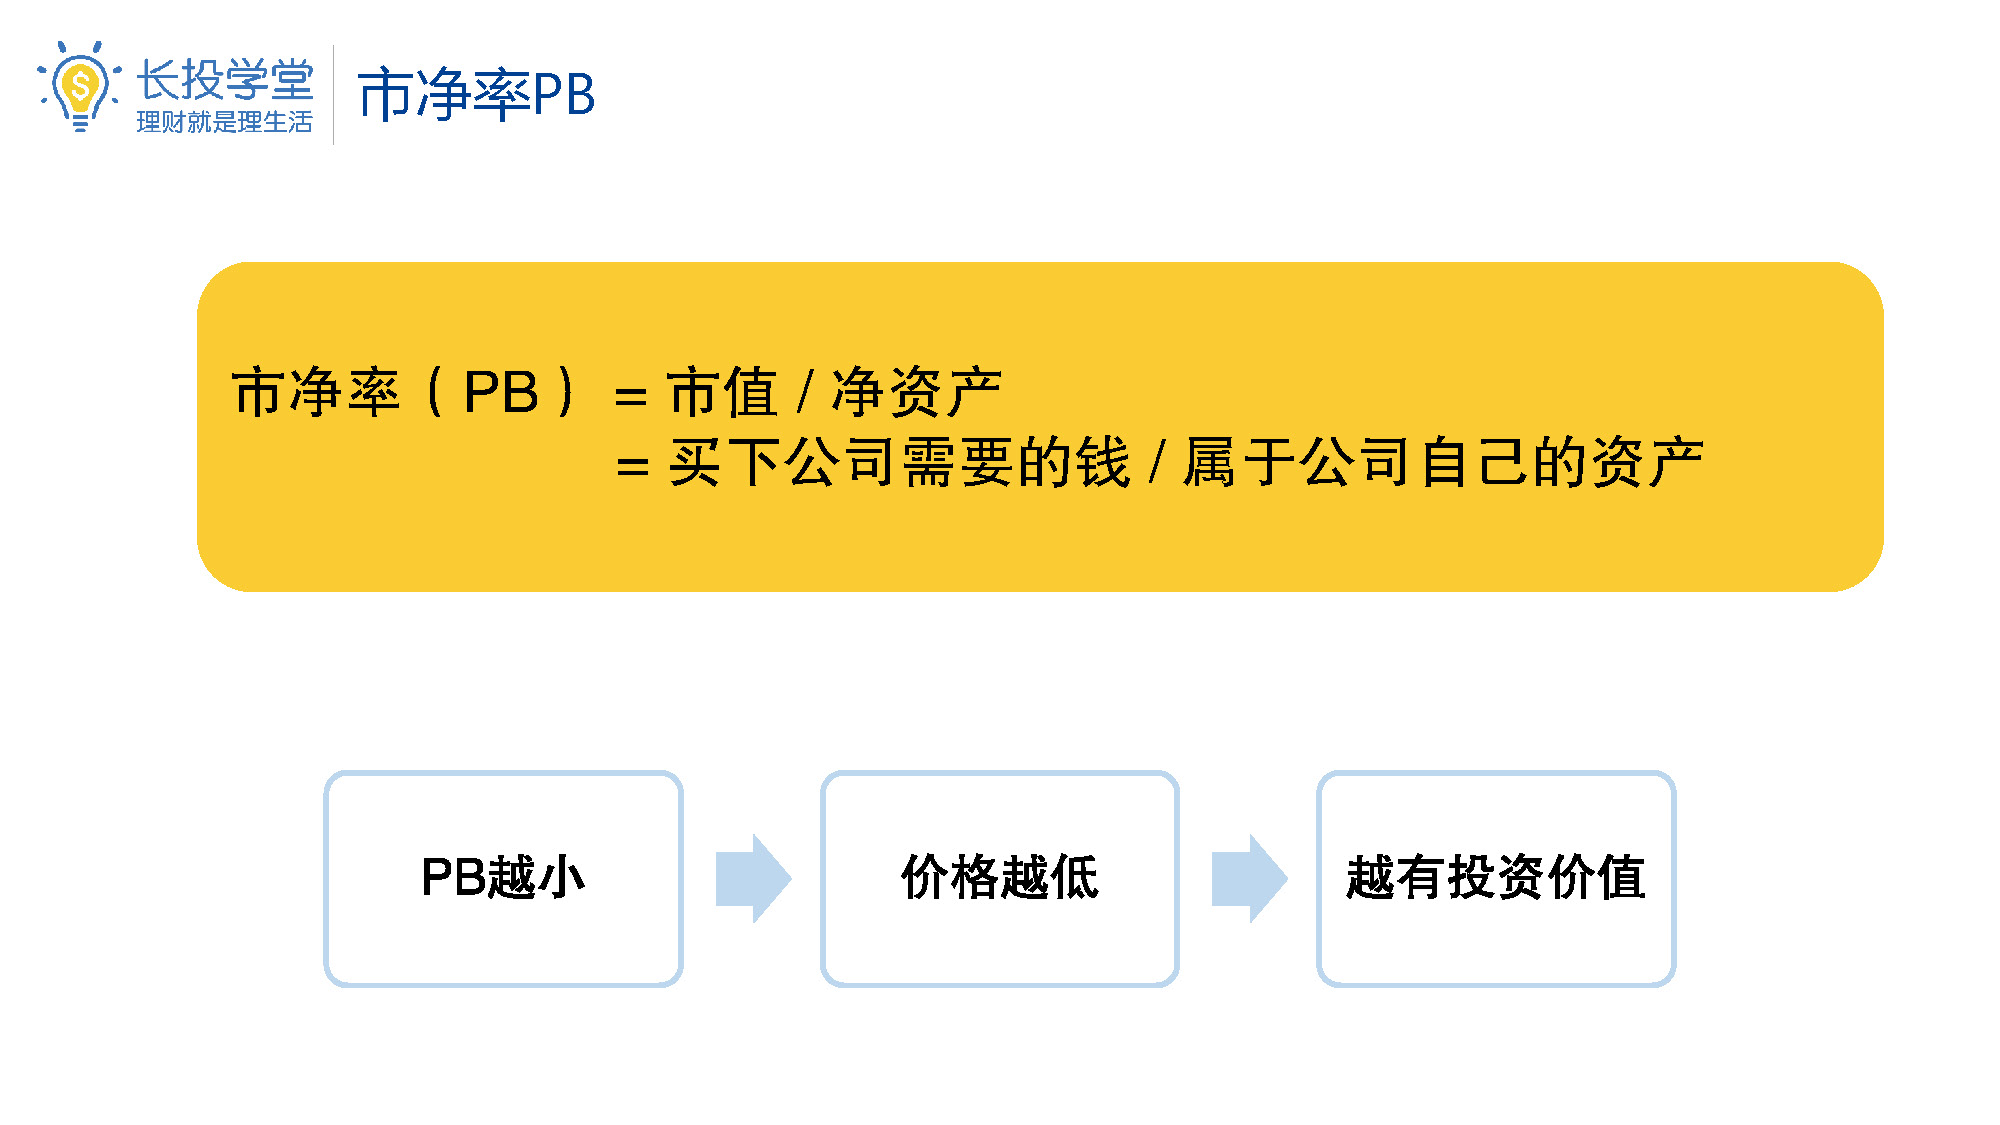 长投学堂
理财就是理生活
市净率PB
市净率（PB） = 市值 / 净资产
= 买下公司需要的钱 / 属于公司自己的资产
PB越小
价格越低
越有投资价值